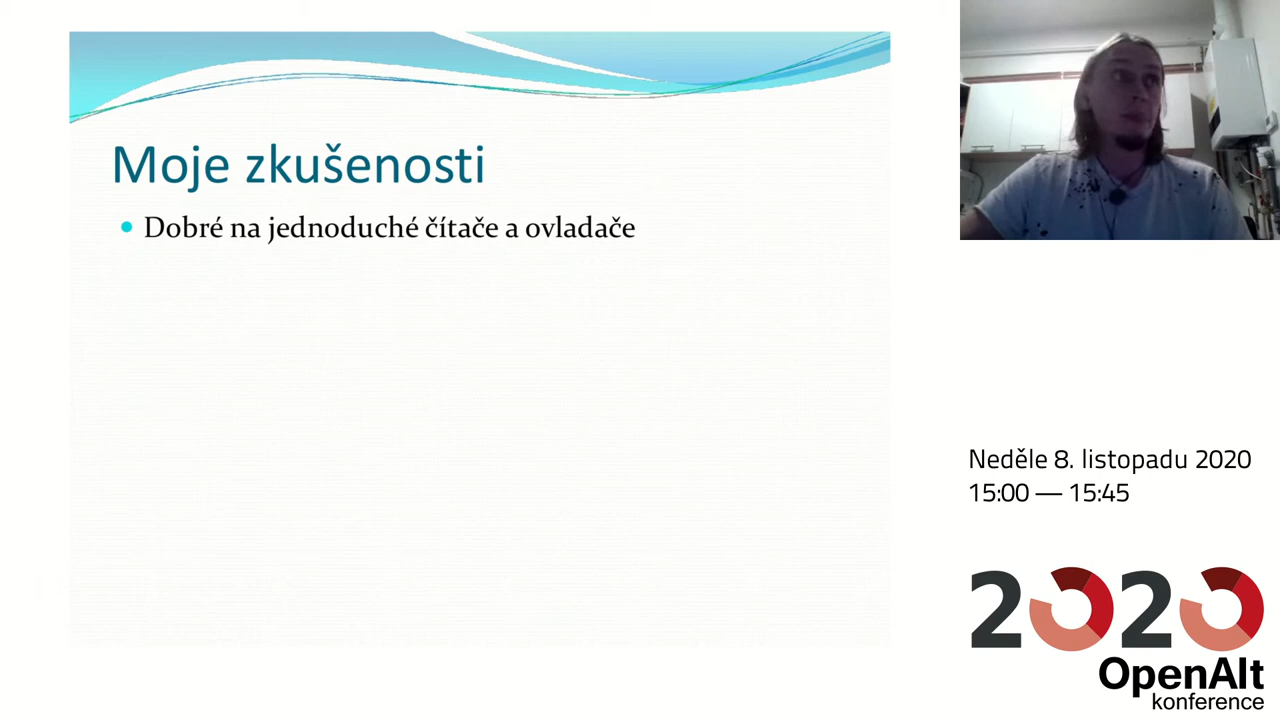 Moje zkušenosti
Dobré na jednoduché čítače a ovladače
Neděle 8. listopadu 2020
15:00 — 15:45
2020
OpenAlt
konference